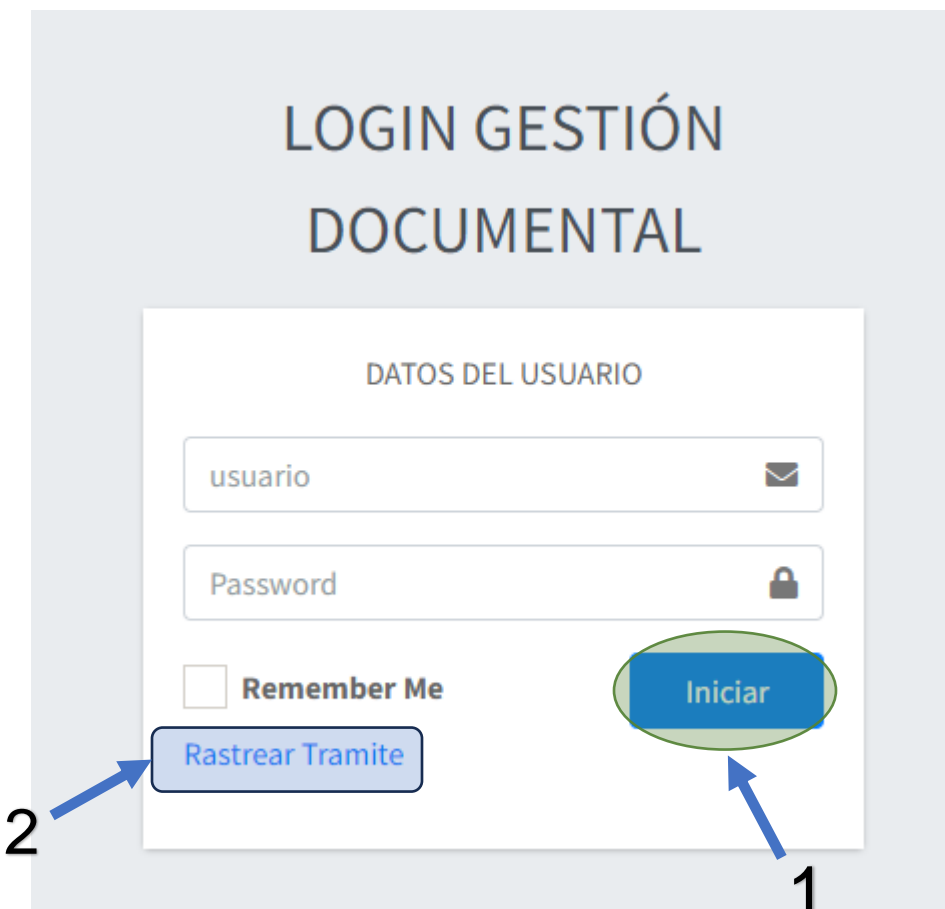 LOGIN GESTIÓN
DOCUMENTAL
DATOS DEL USUARIO
usuario
Password
Remember Me
Iniciar
Rastrear Tramite
2
1